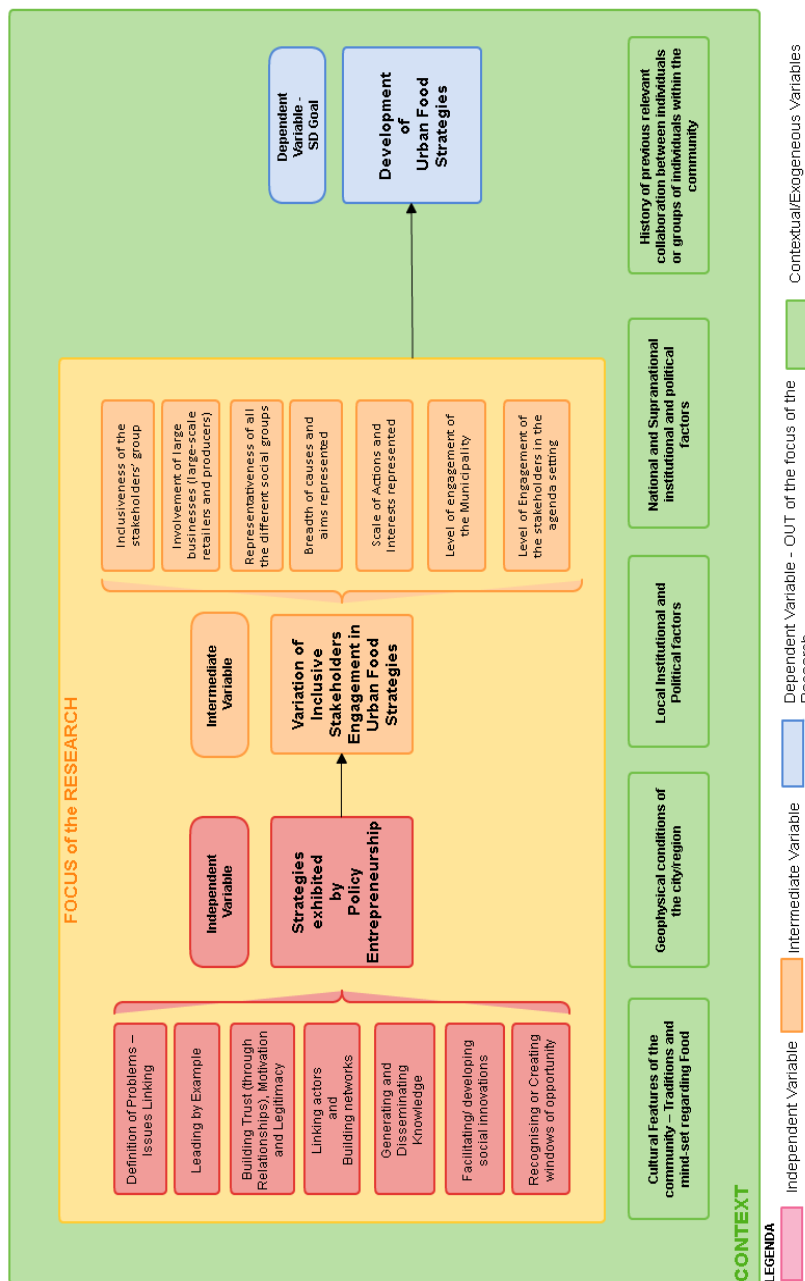 FOCUS of the RESEARCH
Definition of Problems –
Issues Linking
Leading by Example
Building Trust (through
Relationships), Motivation
and Legitimacy
Linking actors
and
Building networks
Generating and
Disseminating
Knowledge
Facilitating/ developing
social innovations
Recognising or Creating
windows of opportunity
Independent
Variable
Strategies
exhibited
by
Policy
Entrepreneurship
Intermediate
Variable
Variation of
Inclusive
Stakeholders
Engagement in
Urban Food
Strategies
Inclusiveness of the
stakeholders’ group
Involvement of large
businesses (large-scale
retailers and producers)
Representativeness of all
the different social groups
Breadth of causes and
aims represented
Scale of Actions and
Interests represented
Level of engagement of
the Municipality
Level of Engagement of
the stakeholders in the
agenda setting
Dependent
Variable -
SD Goal
Development
of
Urban Food
Strategies
Cultural Features of the
community – Traditions and
mind-set regarding Food
Geophysical conditions of
the city/region
Local Institutional and
Political factors
National and Supranational
institutional and political
factors
History of previous relevant
collaboration between individuals
or groups of individuals within the
community
CONTEXT
LEGENDA
Independent Variable
Intermediate Variable
Dependent Variable - OUT of the focus of the
Research
Contextual/Exogeneous Variables